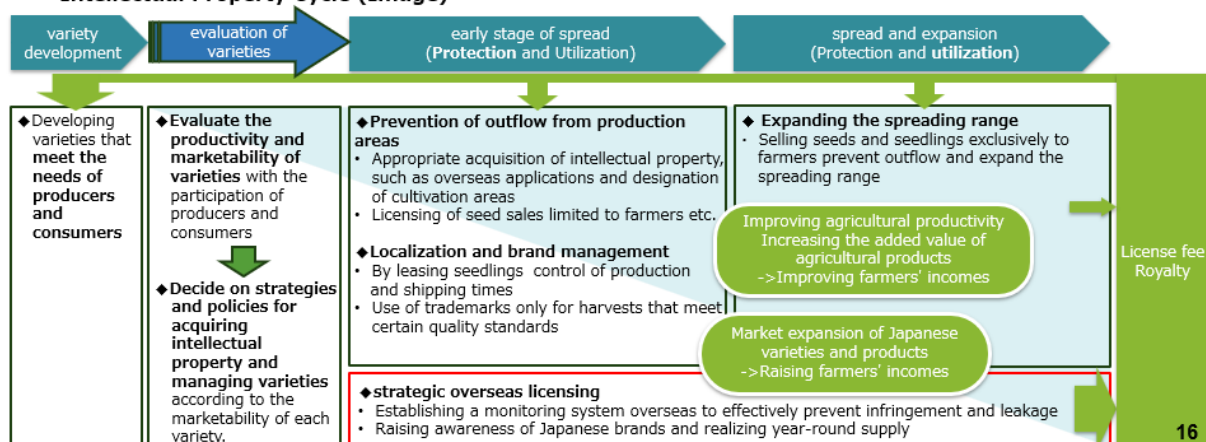 Intellectual Property Cycle (Image)
variety
development
evaluation of
varieties
early stage of spread
(Protection and Utilization)
spread and expansion
(Protection and utilization)
◆Developing
varieties that
meet the
needs of
producers
and
consumers
◆Evaluate the
productivity and
marketability of
varieties with the
participation of
producers and
consumers
◆Decide on strategies
and policies for
acquiring
intellectual
property and
managing varieties
according to the
marketability of each
variety.
◆Prevention of outflow from production
areas
• Appropriate acquisition of intellectual property,
such as overseas applications and designation
of cultivation areas
• Licensing of seed sales limited to farmers etc.
◆Localization and brand management
• By leasing seedlings control of production
and shipping times
• Use of trademarks only for harvests that meet
certain quality standards
◆ Expanding the spreading range
• Selling seeds and seedlings exclusively to
farmers prevent outflow and expand the
spreading range
Improving agricultural productivity
Increasing the added value of
agricultural products
->Improving farmers' incomes
Market expansion of Japanese
varieties and products
->Raising farmers' incomes
◆strategic overseas licensing
• Establishing a monitoring system overseas to effectively prevent infringement and leakage
• Raising awareness of Japanese brands and realizing year-round supply
License fee
Royalty
16